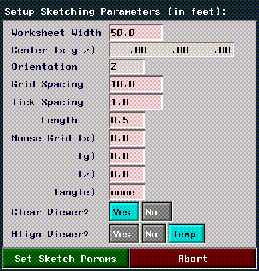 Setup Sketching Parameters (in feet):
Worksheet Width 50.0
Center (x y z) .00 .00 .00
Orientation Z
Grid Spacing 10.0
Tick Spacing 1.0
Length 0.5
Mouse Grid (x) 0.0
(y) 0.0
(z) 0.0
(angle) none
Clear Viewer? Yes No
Align Viewer? Yes No Temp
Set Sketch Params Abort